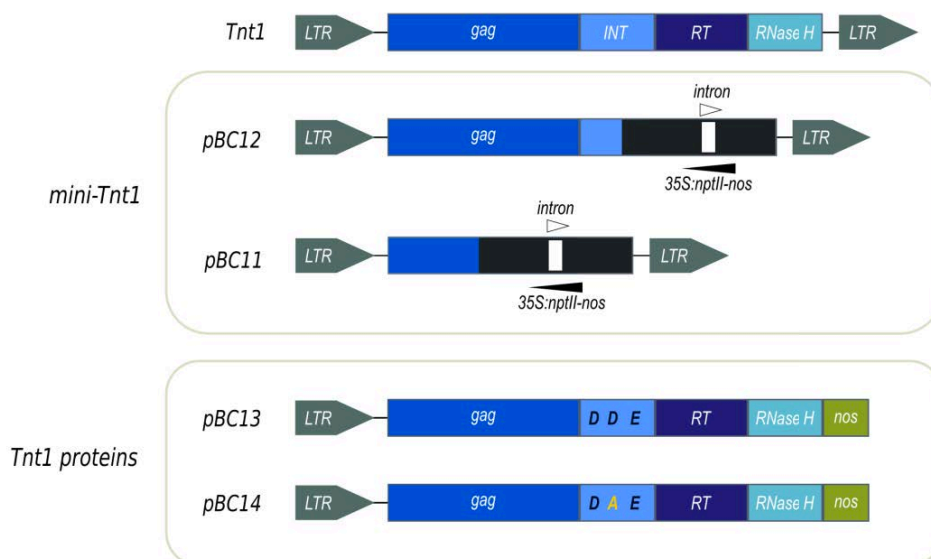 Tnt1 LTR gag INT RT RNase H LTR
intron
pBC12 LTR gag LTR
35S:nptII-nos
mini-Tnt1
intron
pBC11 LTR LTR
35S:nptII-nos
pBC13 LTR gag D D E RT RNase H nos
Tnt1 proteins
pBC14 LTR gag D A E RT RNase H nos